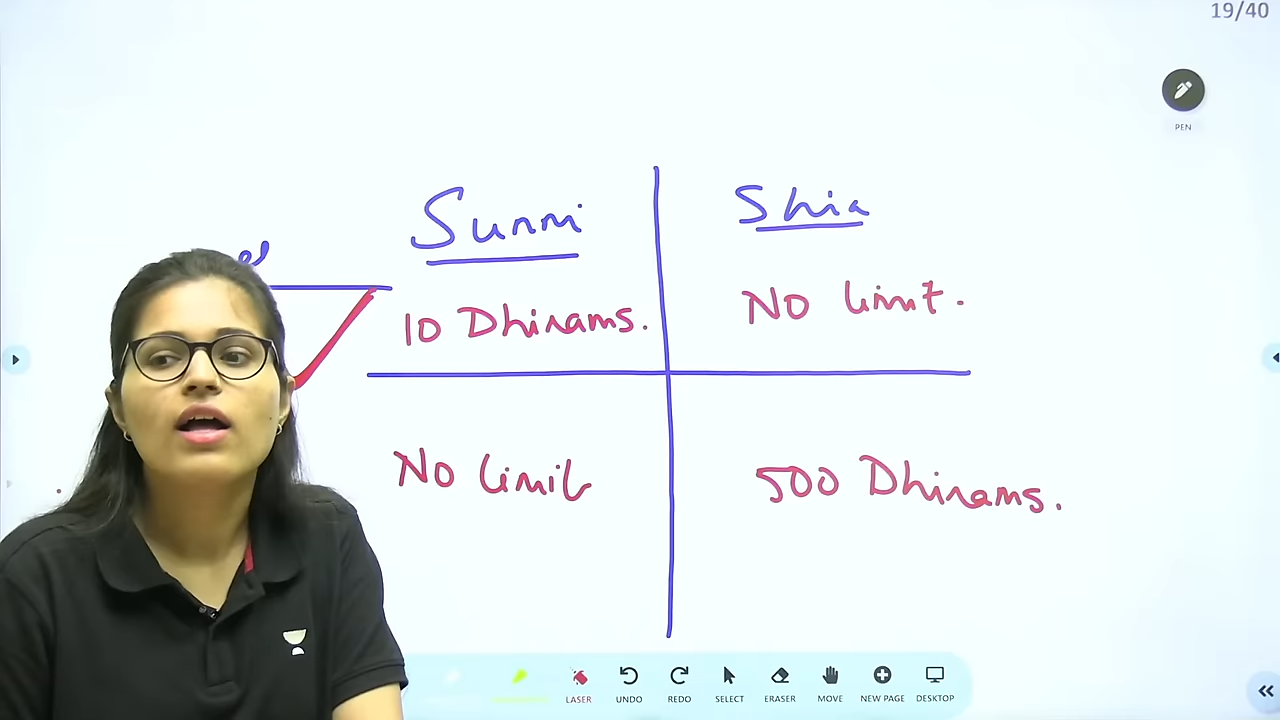 19/40
PEN
Sunni
Shia
10 Dhirams.
No limit.
No limit
500 Dhirams.
LASER
UNDO
REDO
SELECT
ERASER
MOVE
NEW PAGE
DESKTOP